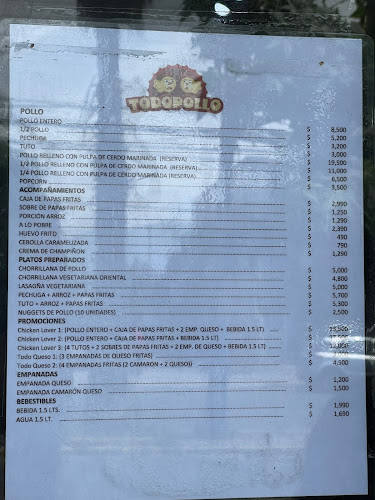 TODOPOLLO
POLLO
POLLO ENTERO $ 8,500
1/2 POLLO $ 5,200
PECHUGA $ 3,200
TUTO $ 3,000
POLLO RELLENO CON PULPA DE CERDO MARINADA (RESERVA) $ 19,500
1/2 POLLO RELLENO CON PULPA DE CERDO MARINADA (RESERVA) $ 11,000
1/4 POLLO RELLENO CON PULPA DE CERDO MARINADA (RESERVA) $ 6,500
POPCORN $ 3,500
ACOMPAÑAMIENTOS
CAJA DE PAPAS FRITAS $ 2,990
SOBRE DE PAPAS FRITAS $ 1,250
PORCIÓN ARROZ $ 1,290
A LO POBRE $ 2,390
HUEVO FRITO $ 450
CEBOLLA CARAMELIZADA $ 790
CREMA DE CHAMPIÑON $ 1,290
PLATOS PREPARADOS
CHORRILLANA DE POLLO $ 5,000
CHORRILLANA VEGETARIANA ORIENTAL $ 4,800
LASAGÑA VEGETARIANA $ 5,000
PECHUGA + ARROZ + PAPAS FRITAS $ 5,700
TUTO + ARROZ + PAPAS FRITAS $ 5,300
NUGGETS DE POLLO (10 UNIDADES) $ 2,500
PROMOCIONES
Chicken Lover 1: (POLLO ENTERO + CAJA DE PAPAS FRITAS + 2 EMP. QUESO + BEBIDA 1.5 LT) $
Chicken Lover 2: (POLLO ENTERO + CAJA DE PAPAS FRITAS + BEBIDA 1.5 LT) $
Chicken Lover 3: (4 TUTOS + 2 SOBRES DE PAPAS FRITAS + 2 EMP. DE QUESO + BEBIDA 1.5 LT) $
Todo Queso 1: (3 EMPANADAS DE QUESO FRITAS) $
Todo Queso 2: (4 EMPANADAS FRITAS (2 CAMARON + 2 QUESO)) $ 4,500
EMPANADAS
EMPANADA QUESO $ 1,200
EMPANADA CAMARÓN QUESO $ 1,500
BEBESTIBLES
BEBIDA 1.5 LTS. $ 1,990
AGUA 1.5 LT. $ 1,690